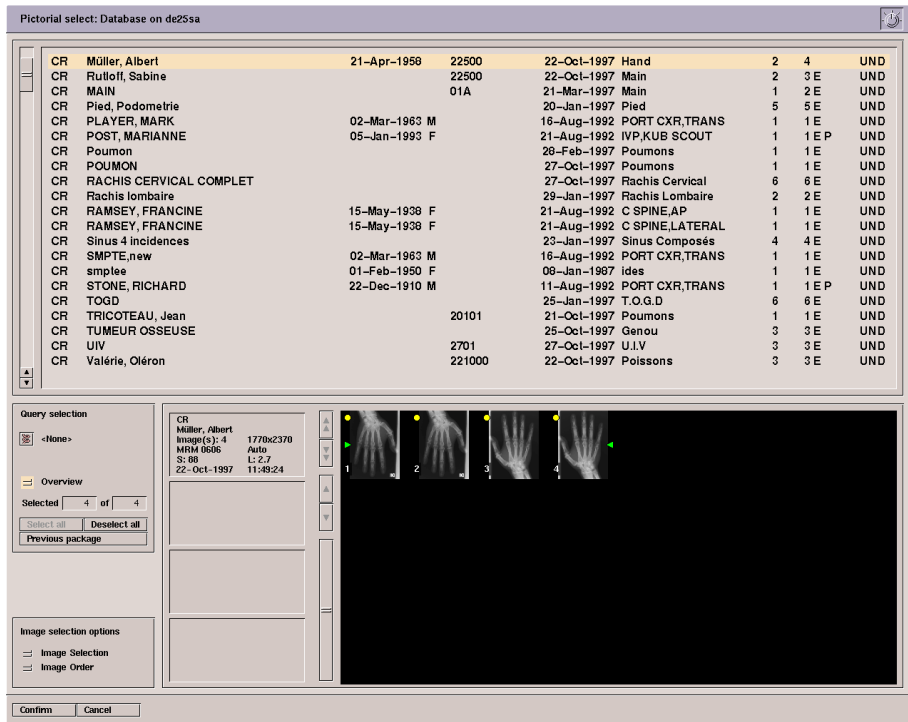 Pictorial select: Database on de25sa
CR Müller, Albert 21-Apr-1958 22500 22-Oct-1997 Hand 2 4 UND
CR Rutloff, Sabine 22500 22-Oct-1997 Main 2 3 E UND
CR MAIN 01A 21-Mar-1997 Main 1 2 E UND
CR Pied, Podometrie 20-Jan-1997 Pied 5 5 E UND
CR PLAYER, MARK 02-Mar-1963 M 16-Aug-1992 PORT CXR,TRANS 1 1 E UND
CR POST, MARIANNE 05-Jan-1993 F 21-Aug-1992 IVP,KUB SCOUT 1 1 E P UND
CR Poumon 26-Feb-1997 Poumons 1 1 E UND
CR POUMON 27-Oct-1997 Poumons 1 1 E UND
CR RACHIS CERVICAL COMPLET 27-Oct-1997 Rachis Cervical 6 6 E UND
CR Rachis lombaire 29-Jan-1997 Rachis Lombaire 2 2 E UND
CR RAMSEY, FRANCINE 15-May-1938 F 21-Aug-1992 C SPINE,AP 1 1 E UND
CR RAMSEY, FRANCINE 15-May-1938 F 21-Aug-1992 C SPINE,LATERAL 1 1 E UND
CR Sinus 4 incidences 23-Jan-1997 Sinus Composés 4 4 E UND
CR SMPTE,new 02-Mar-1963 M 16-Aug-1992 PORT CXR,TRANS 1 1 E UND
CR smptee 01-Feb-1950 F 08-Jan-1987 ides 1 1 E UND
CR STONE, RICHARD 22-Dec-1910 M 11-Aug-1992 PORT CXR,TRANS 1 1 E P UND
CR TOGD 25-Jan-1997 T.O.G.D 6 6 E UND
CR TRICOTEAU, Jean 20101 21-Oct-1997 Poumons 1 1 E UND
CR TUMEUR OSSEUSE 25-Oct-1997 Genou 3 3 E UND
CR UIV 2701 27-Oct-1997 U.I.V 3 3 E UND
CR Valérie, Oléron 221000 22-Oct-1997 Poissons 3 3 E UND
Query selection
<None>
Overview
Selected 4 of 4
Select all Deselect all
Previous package
Image selection options
Image Selection
Image Order
CR
Müller, Albert
Image(s): 4 1770x2370
MRM 0606 Auto
S: 88 L: 2.7
22-Oct-1997 11:49:24
1 2 3 4
Confirm Cancel